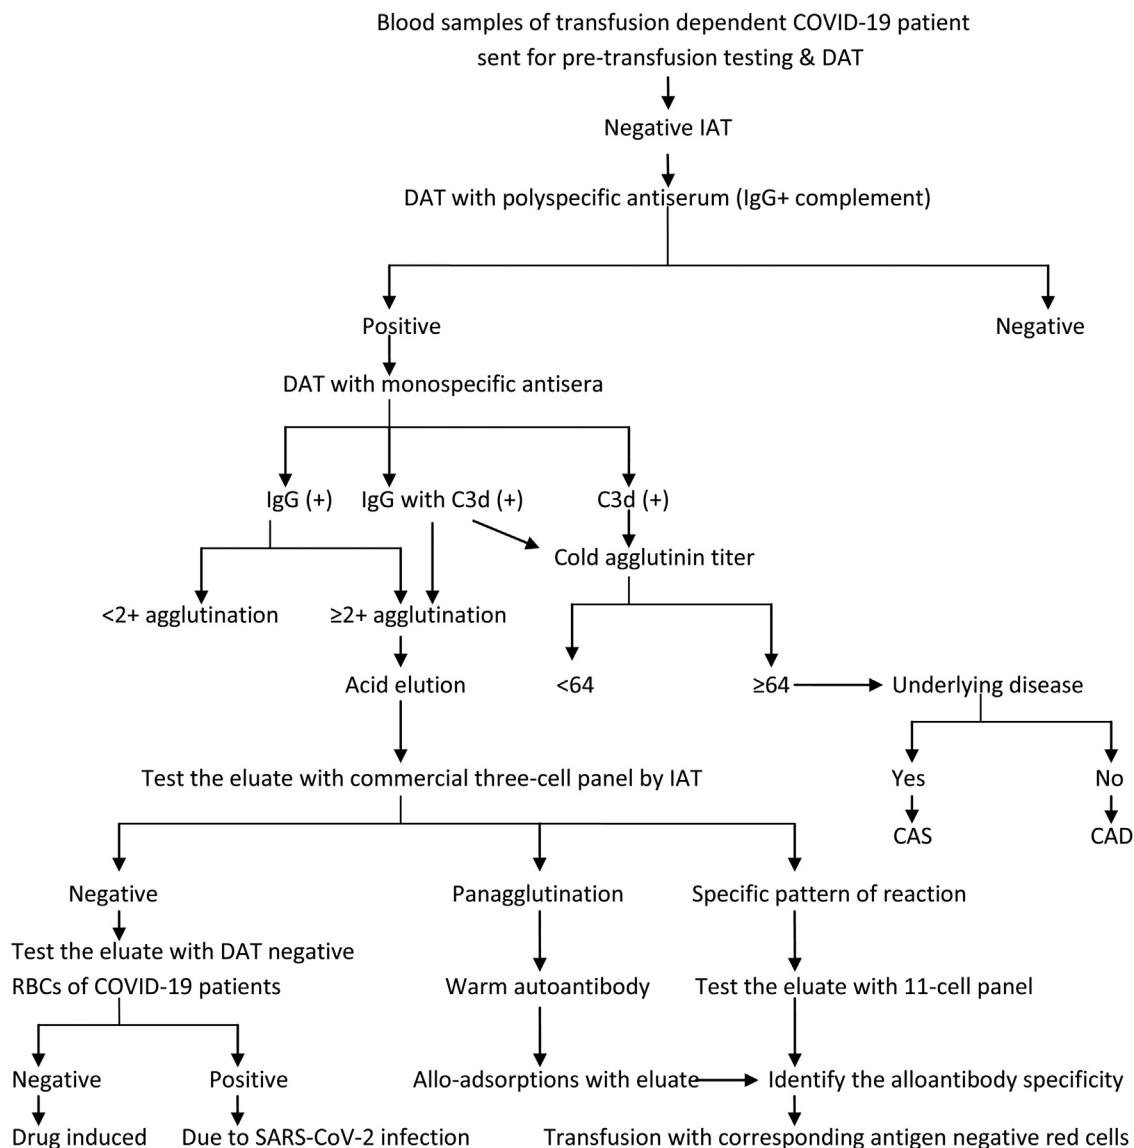 Blood samples of transfusion dependent COVID-19 patient
sent for pre-transfusion testing & DAT
Negative IAT
DAT with polyspecific antiserum (IgG+ complement)
Positive
Negative
DAT with monospecific antisera
IgG (+)
IgG with C3d (+)
C3d (+)
Cold agglutinin titer
<2+ agglutination
≥2+ agglutination
Acid elution
<64
≥64
Underlying disease
Test the eluate with commercial three-cell panel by IAT
Yes
No
CAS
CAD
Negative
Panagglutination
Specific pattern of reaction
Test the eluate with DAT negative
RBCs of COVID-19 patients
Warm autoantibody
Test the eluate with 11-cell panel
Negative
Positive
Allo-adsorptions with eluate
Identify the alloantibody specificity
Drug induced
Due to SARS-CoV-2 infection
Transfusion with corresponding antigen negative red cells